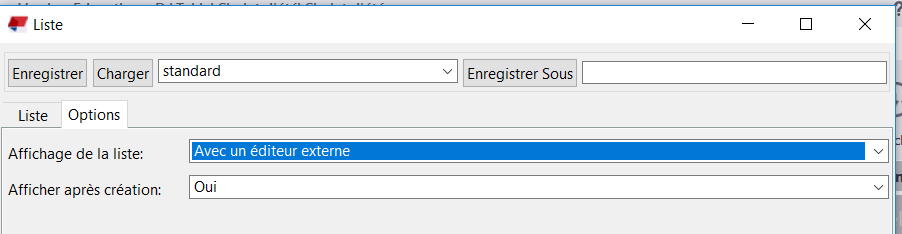 Liste
Enregistrer Charger standard Enregistrer Sous
Liste Options
Affichage de la liste: Avec un éditeur externe
Afficher après création: Oui